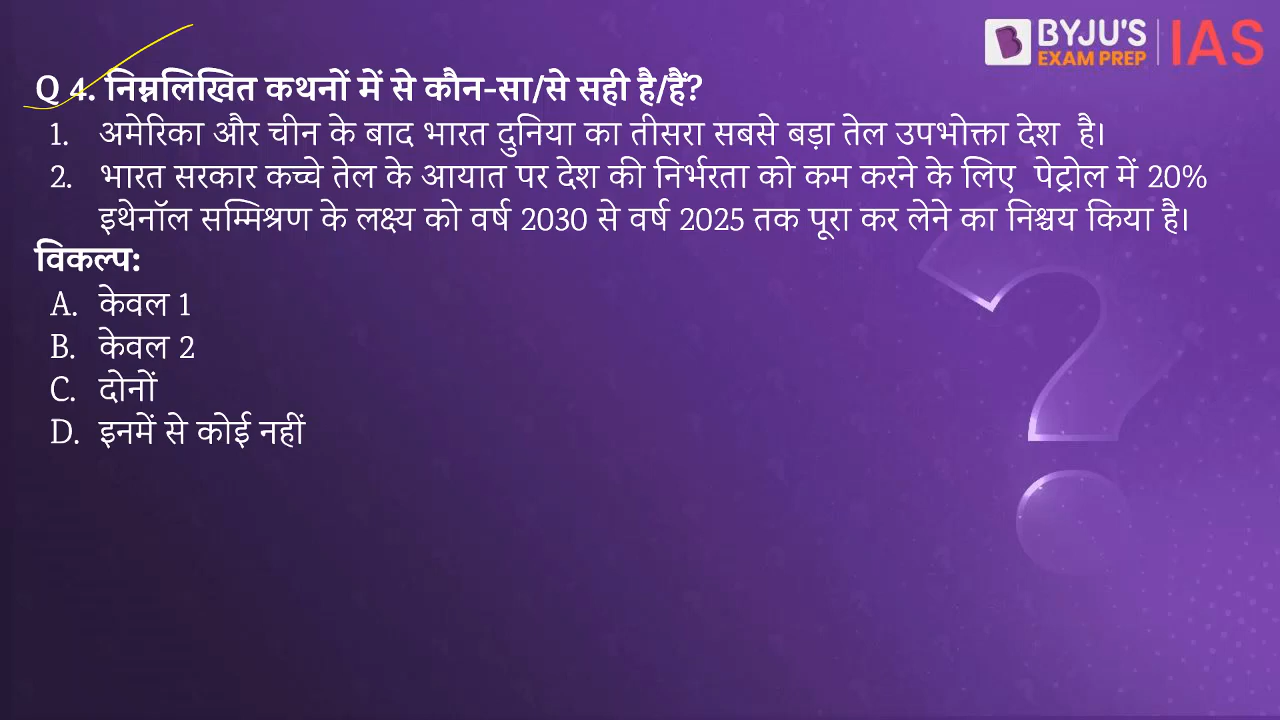 BYJU'S
EXAM PREP
IAS
Q 4. निम्नलिखित कथनों में से कौन-सा/से सही है/हैं?
1. अमेरिका और चीन के बाद भारत दुनिया का तीसरा सबसे बड़ा तेल उपभोक्ता देश है।
2. भारत सरकार कच्चे तेल के आयात पर देश की निर्भरता को कम करने के लिए पेट्रोल में 20%
इथेनॉल सम्मिश्रण के लक्ष्य को वर्ष 2030 से वर्ष 2025 तक पूरा कर लेने का निश्चय किया है।
विकल्प:
A. केवल 1
B. केवल 2
C. दोनों
D. इनमें से कोई नहीं